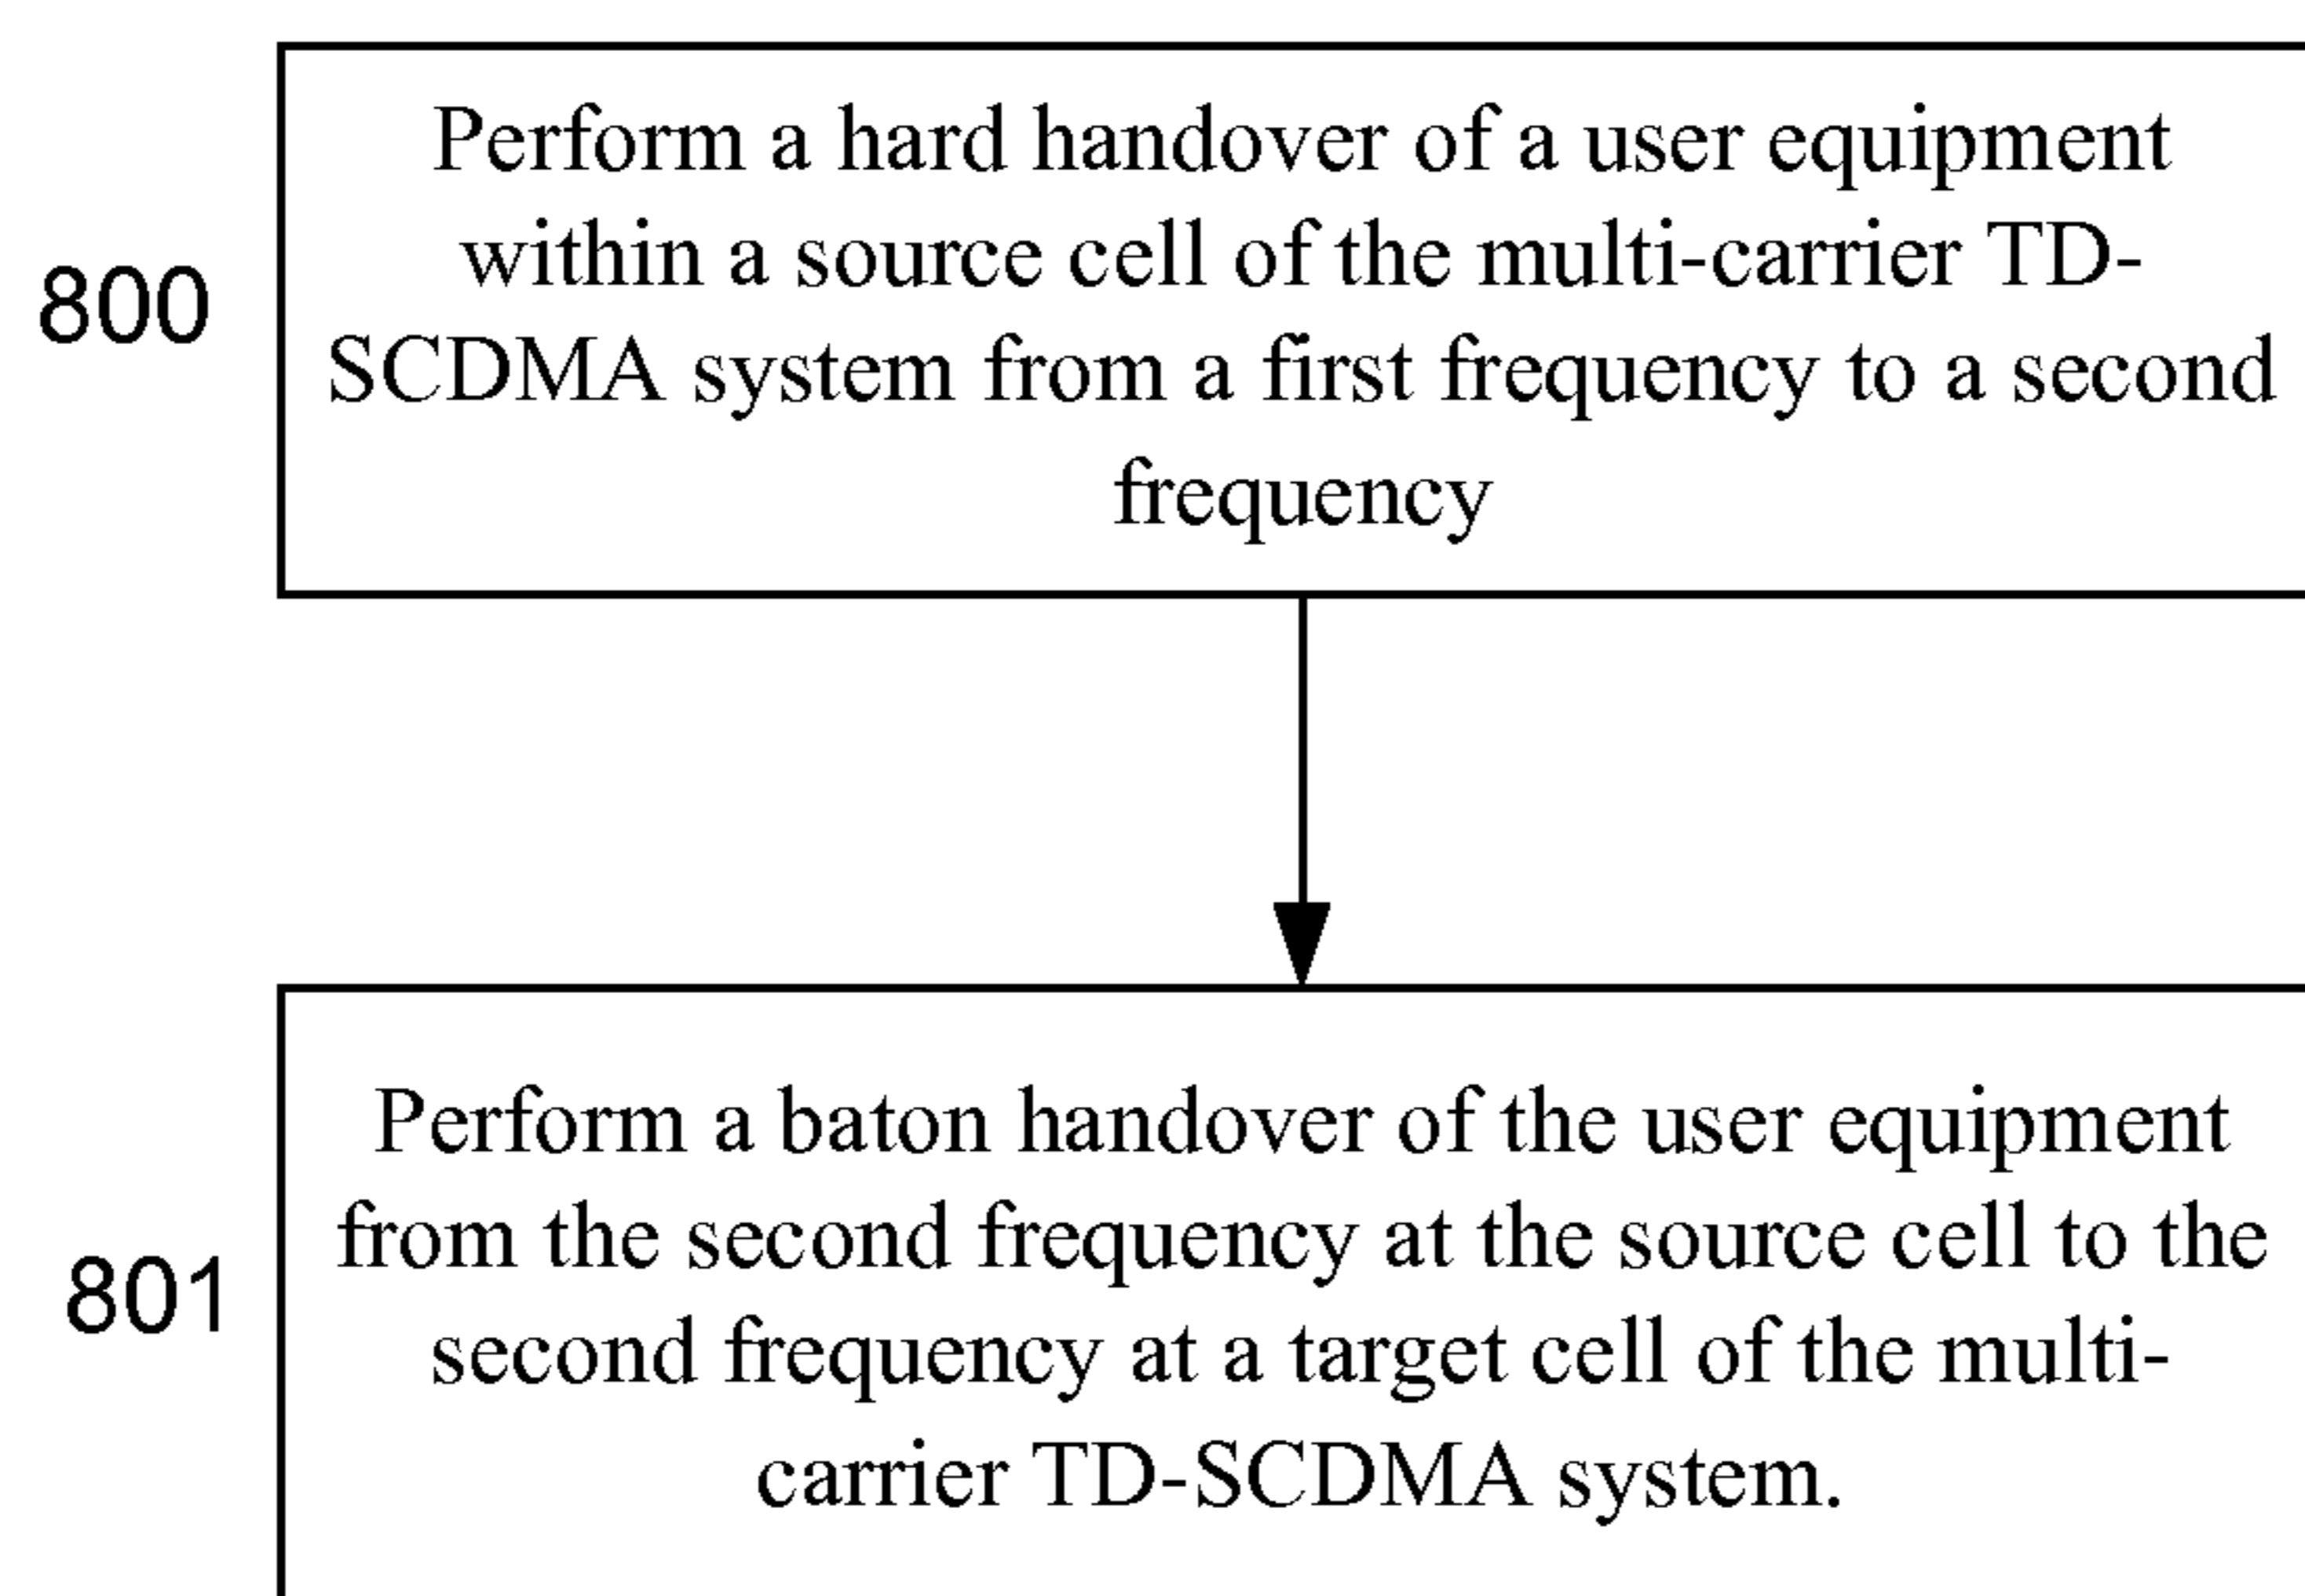 Perform a hard handover of a user equipment
within a source cell of the multi-carrier TD-
800
SCDMA system from a first frequency to a second
frequency
Perform a baton handover of the user equipment
from the second frequency at the source cell to the
801
second frequency at a target cell of the multi-
carrier TD-SCDMA system.